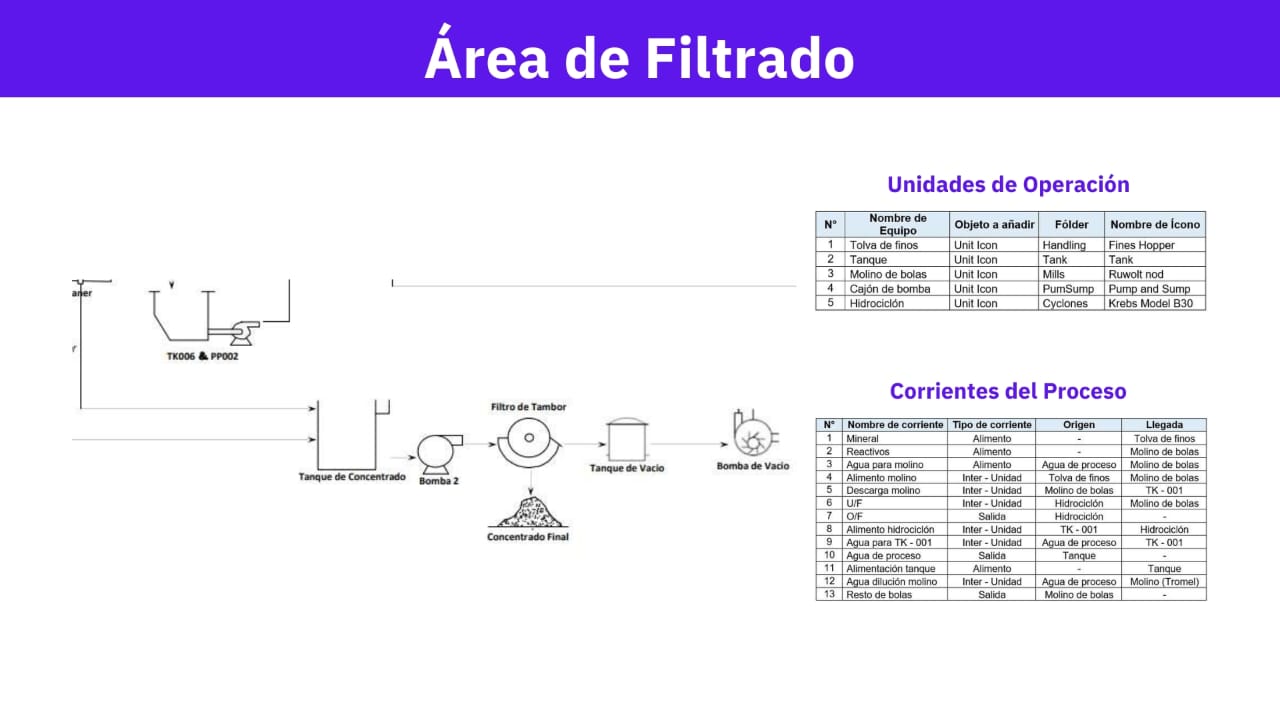 Área de Filtrado
aner
r
TK006 & PP002
Filtro de Tambor
Tanque de Concentrado
Bomba 2
Tanque de Vacio
Bomba de Vacio
Concentrado Final
Unidades de Operación
N° Nombre de Equipo Objeto a añadir Fólder Nombre de Ícono
1 Tolva de finos Unit Icon Handling Fines Hopper
2 Tanque Unit Icon Tank Tank
3 Molino de bolas Unit Icon Mills Ruwolt nod
4 Cajón de bomba Unit Icon PumSump Pump and Sump
5 Hidrociclón Unit Icon Cyclones Krebs Model B30
Corrientes del Proceso
N° Nombre de corriente Tipo de corriente Origen Llegada
1 Mineral Alimento - Tolva de finos
2 Reactivos Alimento - Molino de bolas
3 Agua para molino Alimento Agua de proceso Molino de bolas
4 Alimento molino Inter - Unidad Tolva de finos Molino de bolas
5 Descarga molino Inter - Unidad Molino de bolas TK - 001
6 U/F Inter - Unidad Hidrociclón Molino de bolas
7 O/F Salida Hidrociclón -
8 Alimento hidrociclón Inter - Unidad TK - 001 Hidrociclón
9 Agua para TK - 001 Inter - Unidad Agua de proceso TK - 001
10 Agua de proceso Salida Tanque -
11 Alimentación tanque Alimento - Tanque
12 Agua dilución molino Inter - Unidad Agua de proceso Molino (Tromel)
13 Resto de bolas Salida Molino de bolas -